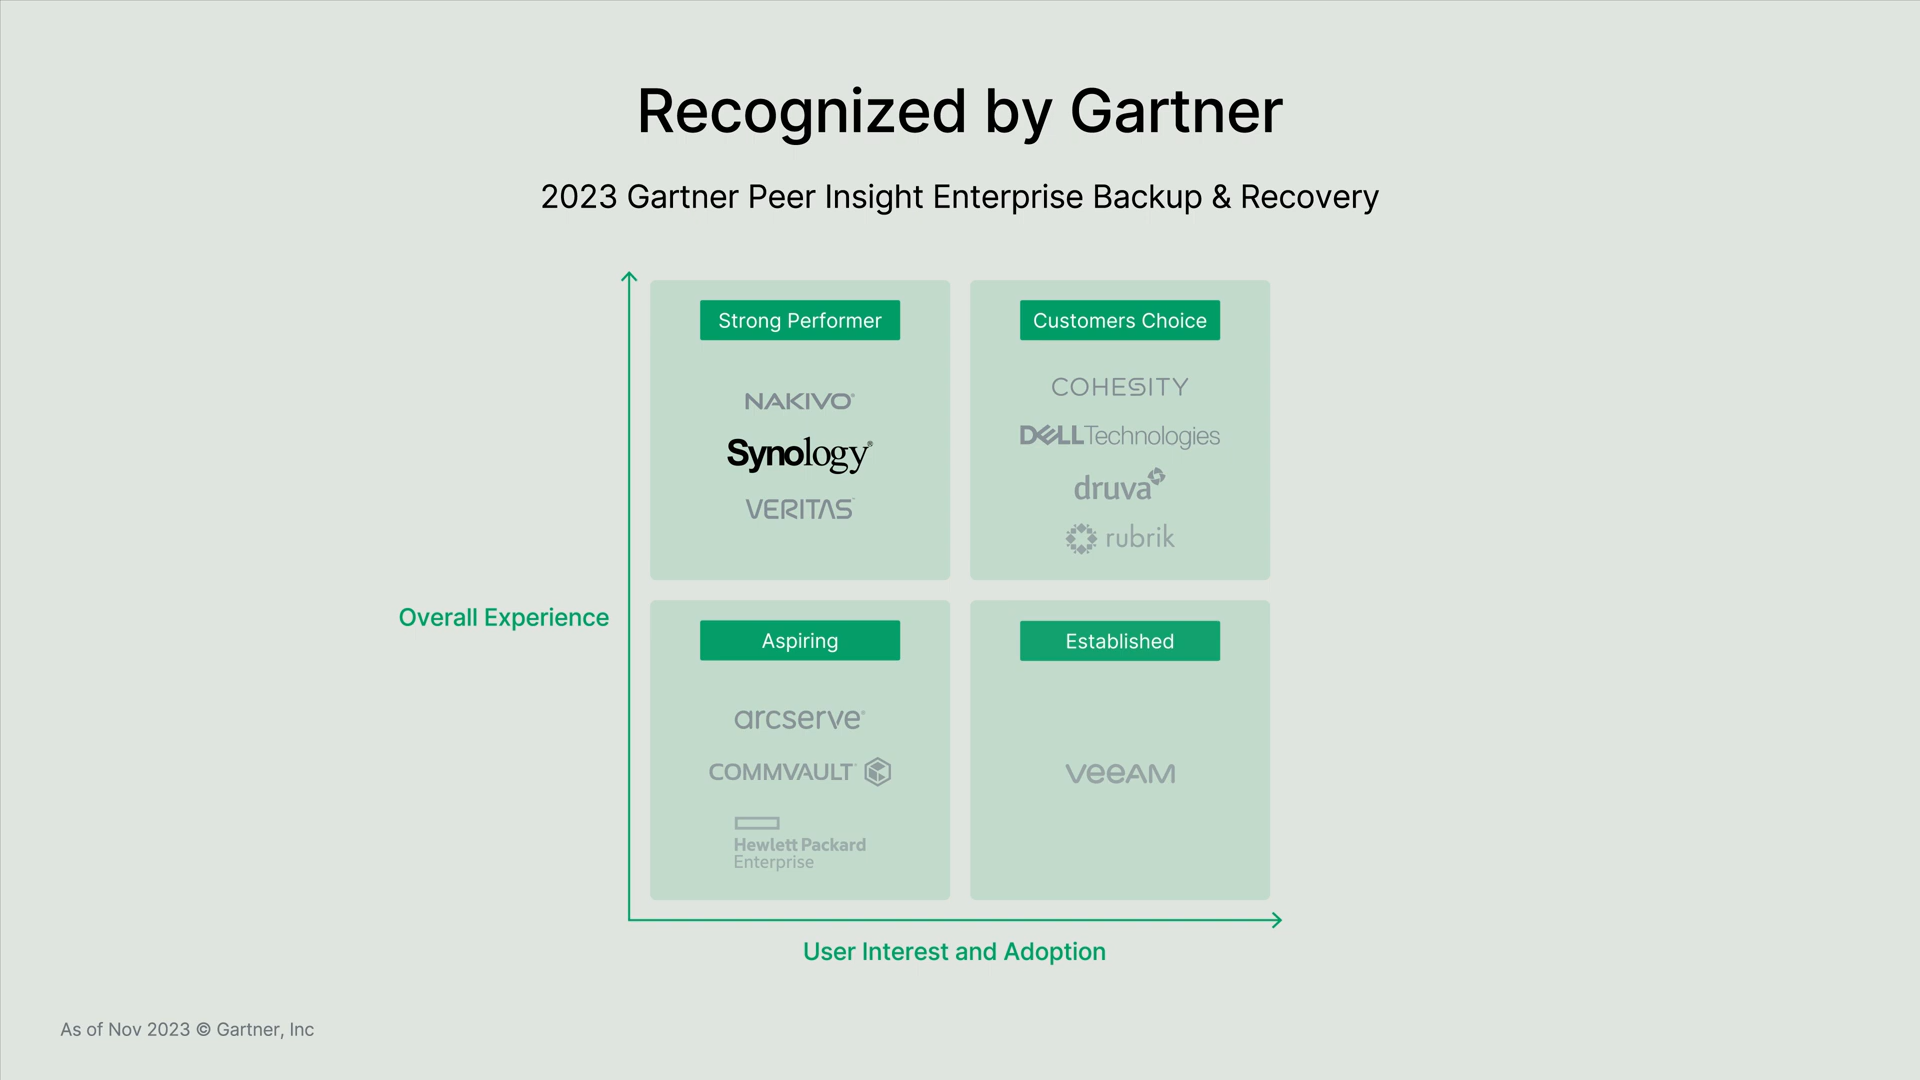 Recognized by Gartner
2023 Gartner Peer Insight Enterprise Backup & Recovery
Strong Performer
NAKIVO®
Synology®
VERITAS
Customers Choice
COHESITY
DELLTechnologies
druva
rubrik
Overall Experience
Aspiring
arcserve®
COMMVAULT
Hewlett Packard
Enterprise
Established
veeAM
User Interest and Adoption
As of Nov 2023 © Gartner, Inc